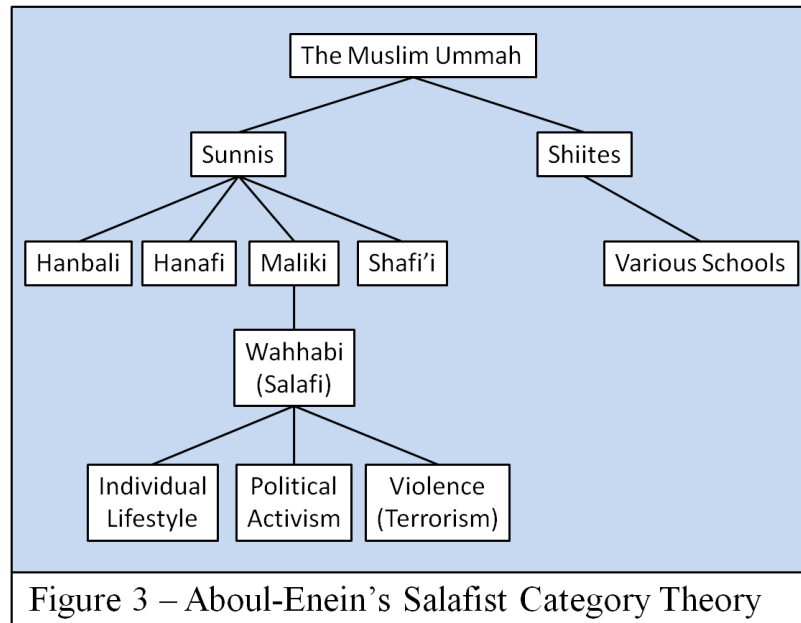 The Muslim Ummah
Sunnis
Shiites
Hanbali
Hanafi
Maliki
Shafi’i
Various Schools
Wahhabi
(Salafi)
Individual
Lifestyle
Political
Activism
Violence
(Terrorism)
Figure 3 – Aboul-Enein’s Salafist Category Theory